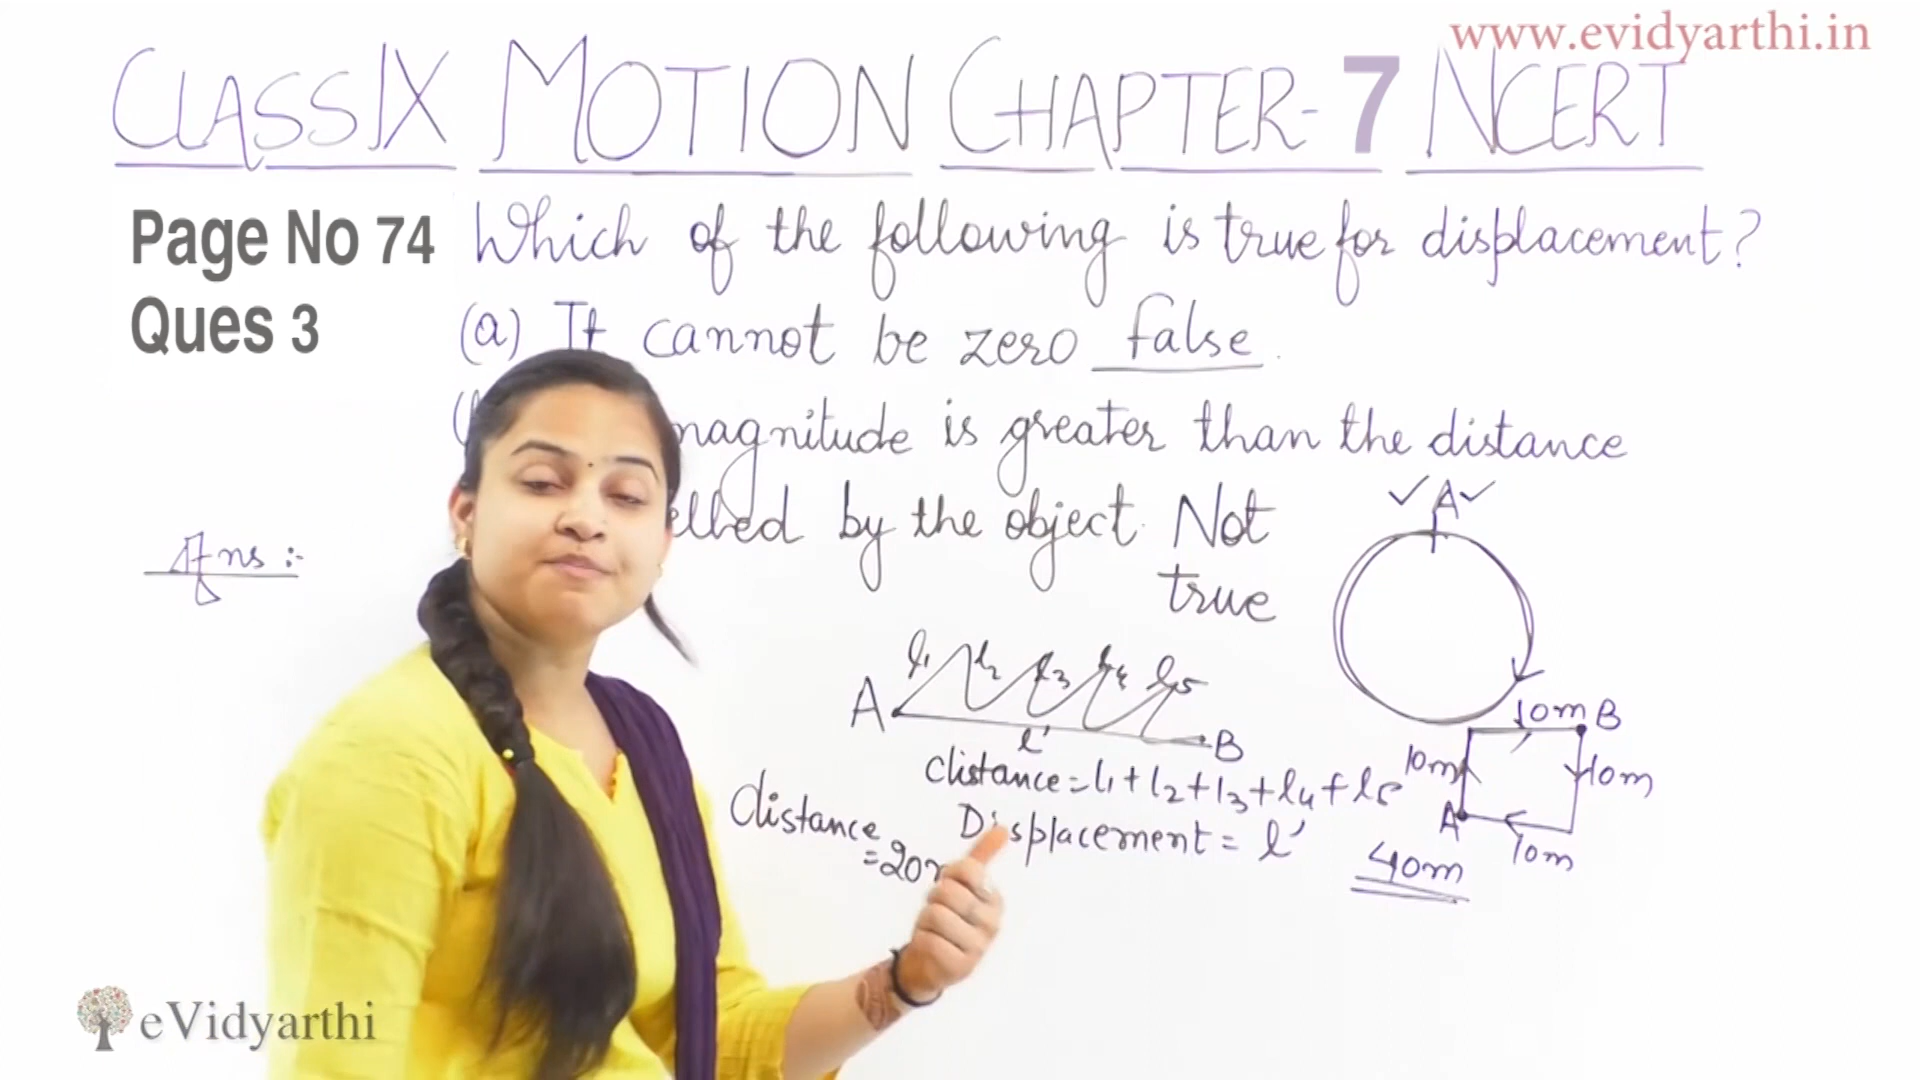 www.evidyarthi.in
CLASS IX MOTION CHAPTER- 7 NCERT
Page No 74
Ques 3
Which of the following is true for displacement?
(a) It cannot be zero false.
magnitude is greater than the distance
by the object. Not
true
Ans :-
✓ A ✓
l1 l2 l3 l4 l5
A B
l'
distance = l1 + l2 + l3 + l4 + l5
Displacement = l'
distance
= 20
10m B
10m
10m
A
10m
40m
eVidyarthi